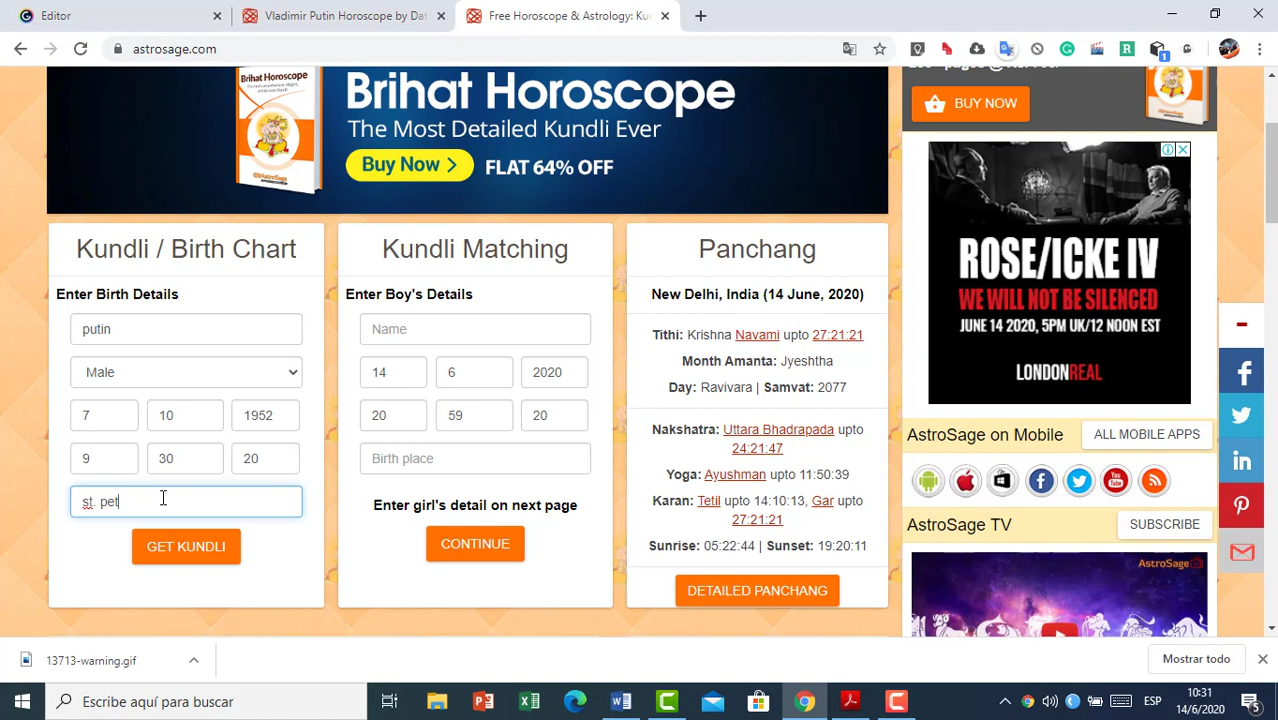 Editor
Vladimir Putin Horoscope by Dat
Free Horoscope & Astrology: Kun
astrosage.com
Brihat Horoscope
Brihat Horoscope
The Most Detailed Kundli Ever
Buy Now > FLAT 64% OFF
BUY NOW
Kundli / Birth Chart
Enter Birth Details
putin
Male
7 10 1952
9 30 20
st. pet
GET KUNDLI
Kundli Matching
Enter Boy's Details
Name
14 6 2020
20 59 20
Birth place
Enter girl's detail on next page
CONTINUE
Panchang
New Delhi, India (14 June, 2020)
Tithi: Krishna Navami upto 27:21:21
Month Amanta: Jyeshtha
Day: Ravivara | Samvat: 2077
Nakshatra: Uttara Bhadrapada upto
24:21:47
Yoga: Ayushman upto 11:50:39
Karan: Tetil upto 14:10:13, Gar upto
27:21:21
Sunrise: 05:22:44 | Sunset: 19:20:11
DETAILED PANCHANG
ROSE/ICKE IV
WE WILL NOT BE SILENCED
JUNE 14 2020, 5PM UK/12 NOON EST
LONDONREAL
AstroSage on Mobile
ALL MOBILE APPS
AstroSage TV
SUBSCRIBE
AstroSage
13713-warning.gif
Mostrar todo
Escribe aquí para buscar
ESP
10:31
14/6/2020
5